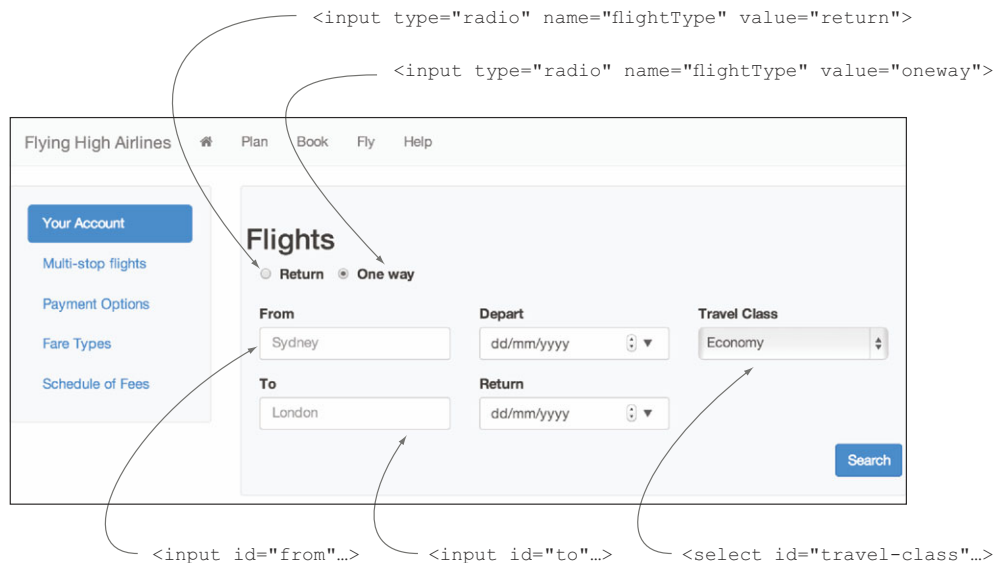 <input type="radio" name="flightType" value="return">
<input type="radio" name="flightType" value="oneway">
Flying High Airlines Plan Book Fly Help
Your Account
Multi-stop flights
Payment Options
Fare Types
Schedule of Fees
Flights
Return One way
From Depart Travel Class
Sydney dd/mm/yyyy Economy
To Return
London dd/mm/yyyy
Search
<input id="from"…> <input id="to"…> <select id="travel-class"…>